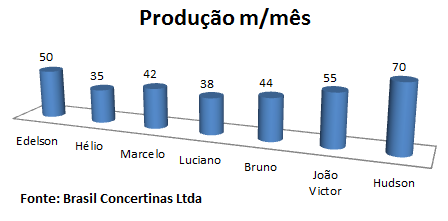 Produção m/mês
50
35
42
38
44
55
70
Edelson
Hélio
Marcelo
Luciano
Bruno
João
Victor
Hudson
Fonte: Brasil Concertinas Ltda